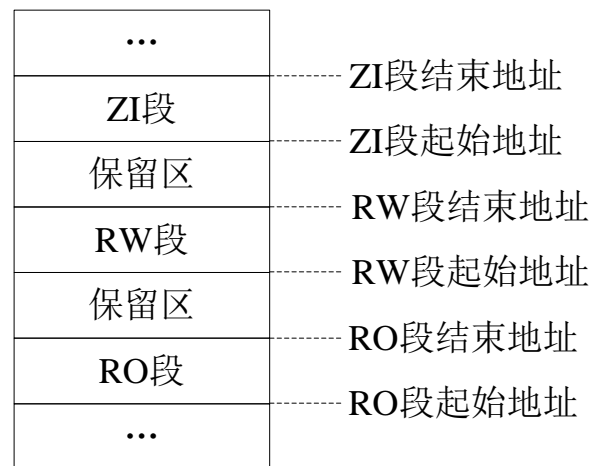 ...
ZI段结束地址
ZI段
ZI段起始地址
保留区
RW段结束地址
RW段
RW段起始地址
保留区
RO段结束地址
RO段
RO段起始地址
...